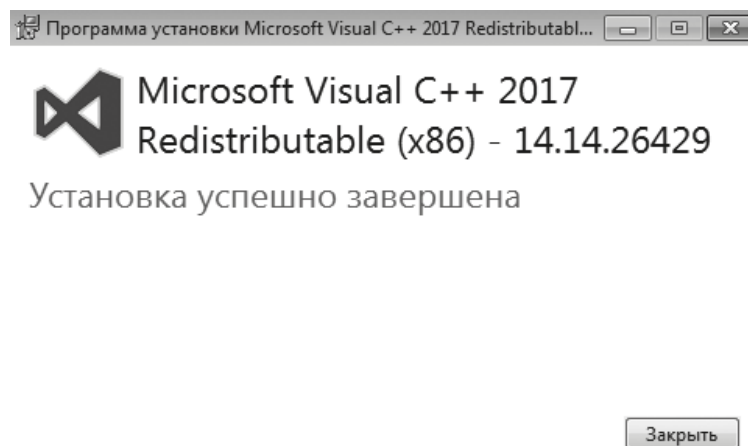 Программа установки Microsoft Visual C++ 2017 Redistributabl...
Microsoft Visual C++ 2017
Redistributable (x86) - 14.14.26429
Установка успешно завершена
Закрыть